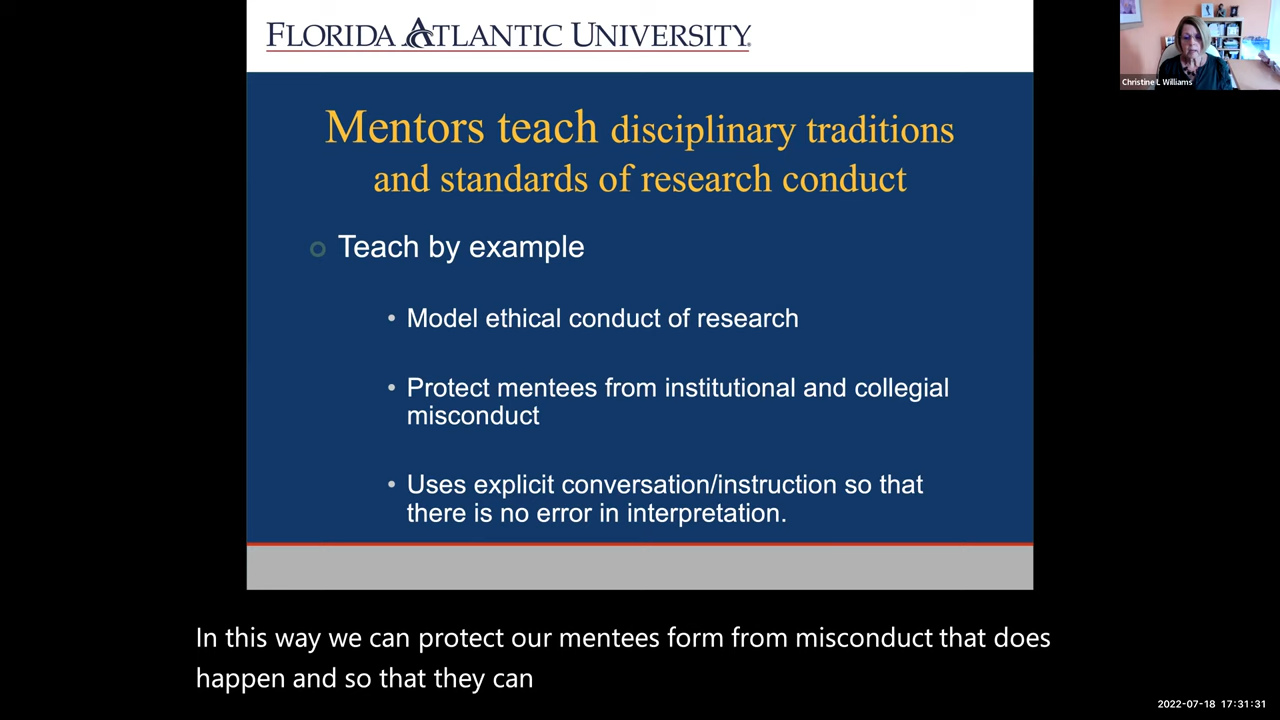 FLORIDA ATLANTIC UNIVERSITY
Christine L Williams
Mentors teach disciplinary traditions
and standards of research conduct
Teach by example
• Model ethical conduct of research
• Protect mentees from institutional and collegial
misconduct
• Uses explicit conversation/instruction so that
there is no error in interpretation.
In this way we can protect our mentees form from misconduct that does
happen and so that they can
2022-07-18 17:31:31